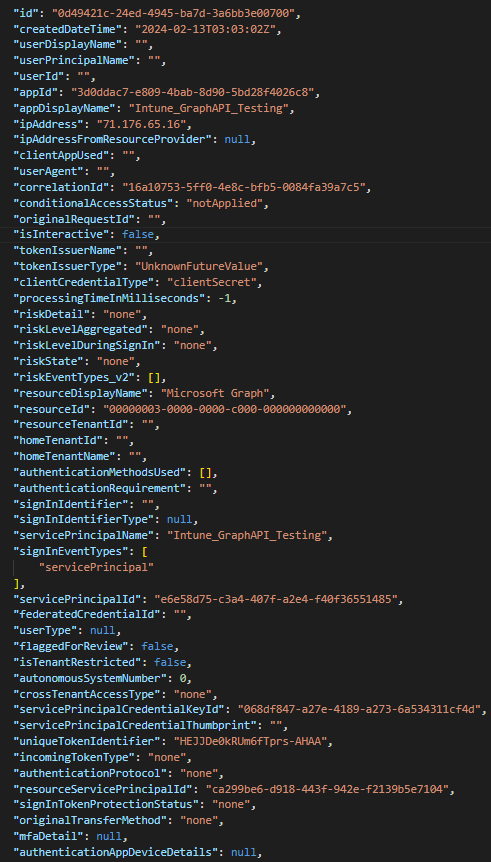 "id": "0d49421c-24ed-4945-ba7d-3a6bb3e00700",
"createdDateTime": "2024-02-13T03:03:02Z",
"userDisplayName": "",
"userPrincipalName": "",
"userId": "",
"appId": "3d0ddac7-e809-4bab-8d90-5bd28f4026c8",
"appDisplayName": "Intune_GraphAPI_Testing",
"ipAddress": "71.176.65.16",
"ipAddressFromResourceProvider": null,
"clientAppUsed": "",
"userAgent": "",
"correlationId": "16a10753-5ff0-4e8c-bfb5-0084fa39a7c5",
"conditionalAccessStatus": "notApplied",
"originalRequestId": "",
"isInteractive": false,
"tokenIssuerName": "",
"tokenIssuerType": "UnknownFutureValue",
"clientCredentialType": "clientSecret",
"processingTimeInMilliseconds": -1,
"riskDetail": "none",
"riskLevelAggregated": "none",
"riskLevelDuringSignIn": "none",
"riskState": "none",
"riskEventTypes_v2": [],
"resourceDisplayName": "Microsoft Graph",
"resourceId": "00000003-0000-0000-c000-000000000000",
"resourceTenantId": "",
"homeTenantId": "",
"homeTenantName": "",
"authenticationMethodsUsed": [],
"authenticationRequirement": "",
"signInIdentifier": "",
"signInIdentifierType": null,
"servicePrincipalName": "Intune_GraphAPI_Testing",
"signInEventTypes": [
"servicePrincipal"
],
"servicePrincipalId": "e6e58d75-c3a4-407f-a2e4-f40f36551485",
"federatedCredentialId": "",
"userType": null,
"flaggedForReview": false,
"isTenantRestricted": false,
"autonomousSystemNumber": 0,
"crossTenantAccessType": "none",
"servicePrincipalCredentialKeyId": "068df847-a27e-4189-a273-6a534311cf4d",
"servicePrincipalCredentialThumbprint": "",
"uniqueTokenIdentifier": "HEJJDe0kRUm6fTprs-AHAA",
"incomingTokenType": "none",
"authenticationProtocol": "none",
"resourceServicePrincipalId": "ca299be6-d918-443f-942e-f2139b5e7104",
"signInTokenProtectionStatus": "none",
"originalTransferMethod": "none",
"mfaDetail": null,
"authenticationAppDeviceDetails": null,